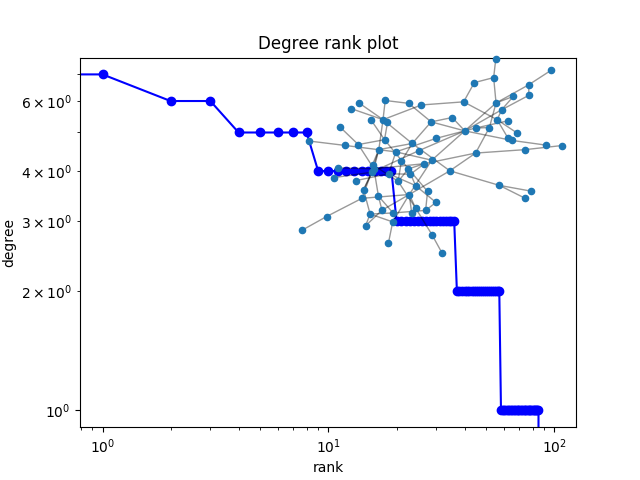 Degree rank plot
degree
6 × 10⁰
4 × 10⁰
3 × 10⁰
2 × 10⁰
10⁰
10⁰
10¹
10²
rank